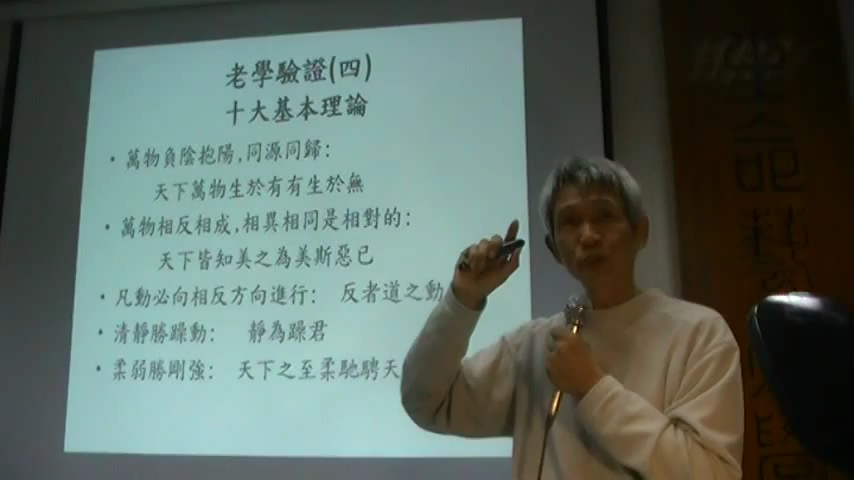 老學驗證(四)
十大基本理論
• 萬物負陰抱陽,同源同歸:
天下萬物生於有有生於無
• 萬物相反相成,相異相同是相對的:
天下皆知美之為美斯惡已
• 凡動必向相反方向進行: 反者道之動
• 清靜勝躁動: 靜為躁君
• 柔弱勝剛強: 天下之至柔馳騁天